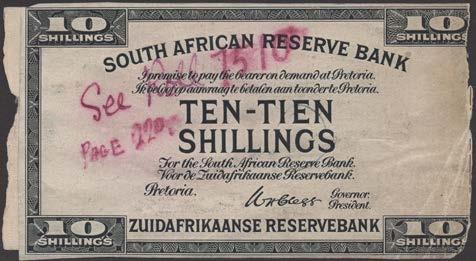 10 SHILLINGS 10 SHILLINGS
SOUTH AFRICAN RESERVE BANK
I promise to pay the bearer on demand at Pretoria.
Ik beloof op aanvraag te betalen aan toonder te Pretoria.
See 7510
TEN-TIEN
PAGE 220
SHILLINGS
For the South African Reserve Bank.
Voor de Zuidafrikaanse Reservebank.
Pretoria. Governor.
President.
10 SHILLINGS 10 SHILLINGS
ZUIDAFRIKAANSE RESERVEBANK